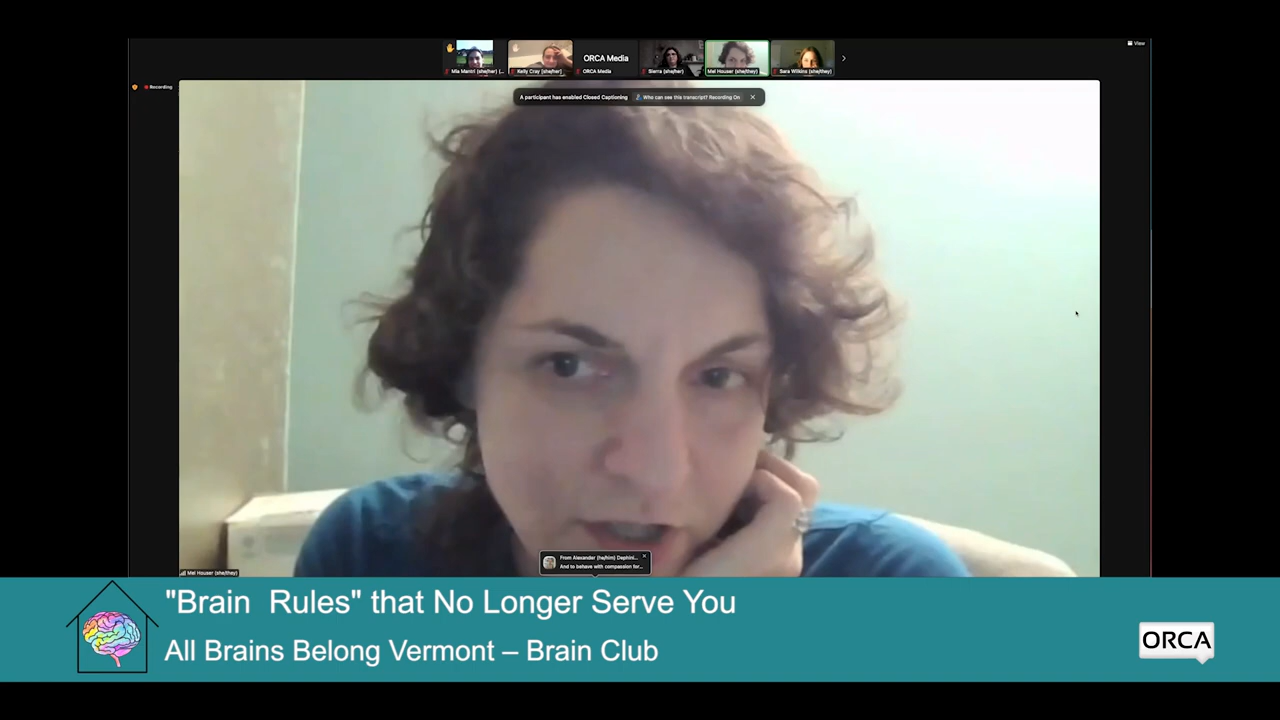 View
ORCA Media
Mia Mantri (she/her) (...
Kelly Cray (she/her)
ORCA Media
Sierra (she/her)
Mel Houser (she/they)
Sara Wilkins (she/they)
Recording
A participant has enabled Closed Captioning
Who can see this transcript? Recording On
From Alexander (he/him) Dephini...
And to behave with compassion for...
Mel Houser (she/they)
"Brain Rules" that No Longer Serve You
All Brains Belong Vermont – Brain Club
ORCA